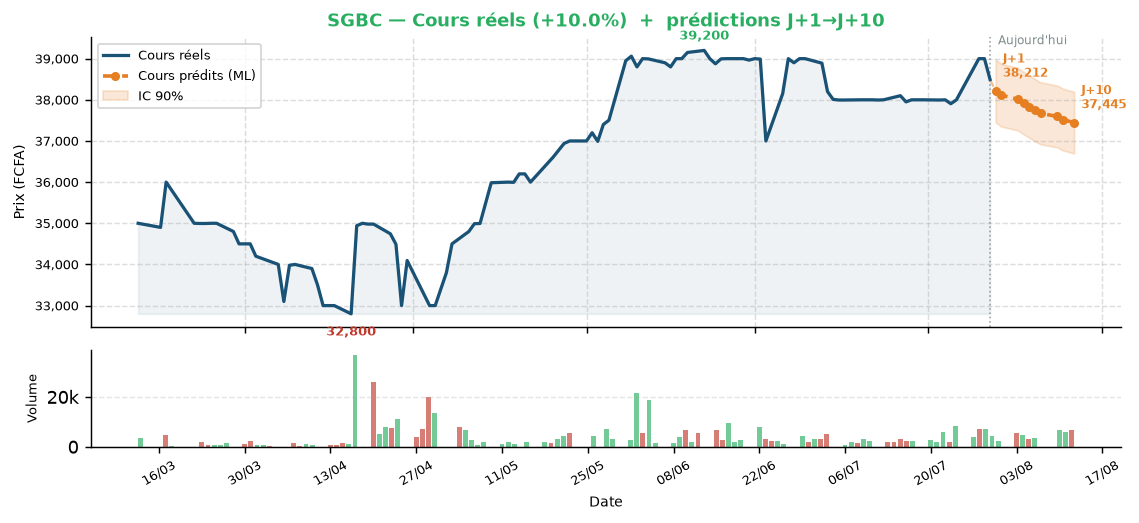 SGBC — Cours réels (+10.0%) + prédictions J+1→J+10
39,200
Aujourd'hui
Cours réels
Cours prédits (ML)
IC 90%
J+1
38,212
J+10
37,445
39,000
38,000
37,000
36,000
35,000
34,000
33,000
Prix (FCFA)
32,800
20k
0
Volume
16/03
30/03
13/04
27/04
11/05
25/05
08/06
22/06
06/07
20/07
03/08
17/08
Date